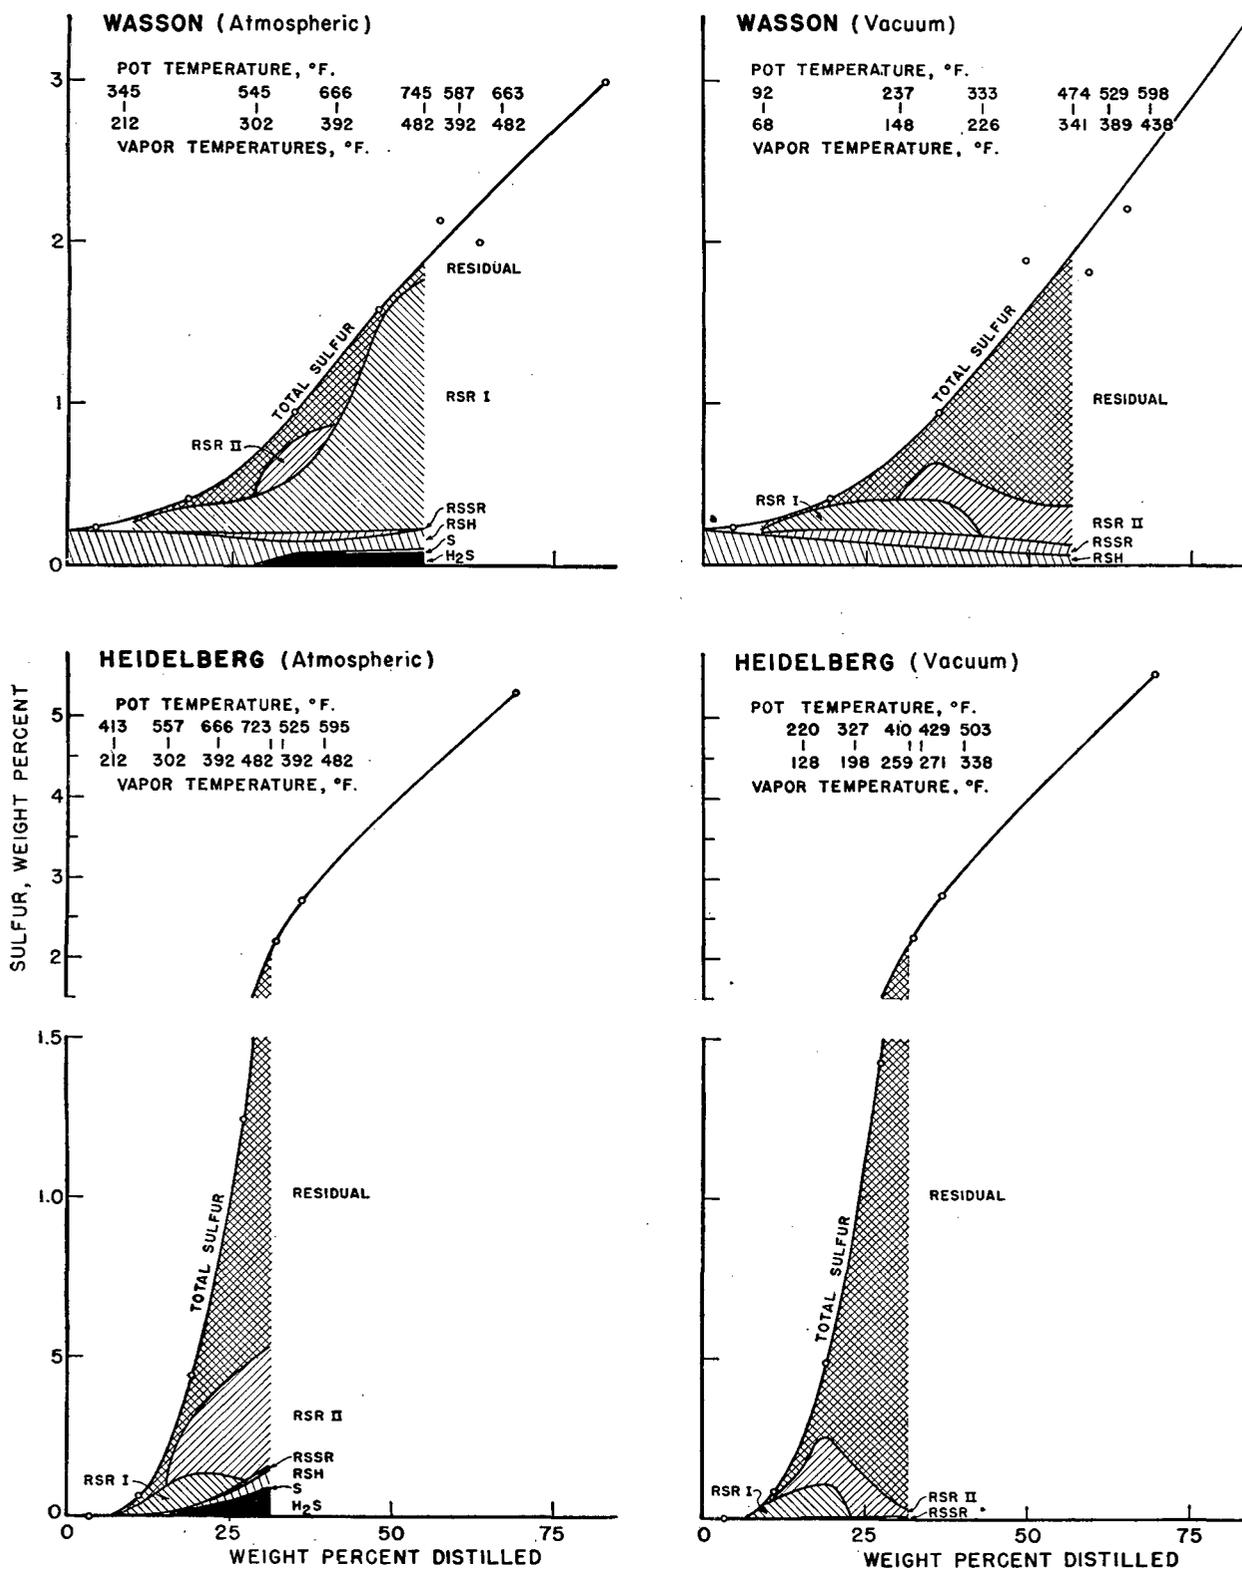 WASSON (Atmospheric)
POT TEMPERATURE, °F.
345 545 666 745 587 663
212 302 392 482 392 482
VAPOR TEMPERATURES, °F.
3
2
1
0
TOTAL SULFUR
RESIDUAL
RSR I
RSR II
RSSR
RSH
S
H2S
WASSON (Vacuum)
POT TEMPERATURE, °F.
92 237 333 474 529 598
68 148 226 341 389 438
VAPOR TEMPERATURE, °F.
TOTAL SULFUR
RESIDUAL
RSR I
RSR II
RSSR
RSH
SULFUR, WEIGHT PERCENT
HEIDELBERG (Atmospheric)
POT TEMPERATURE, °F.
413 557 666 723 525 595
212 302 392 482 392 482
VAPOR TEMPERATURE, °F.
5
4
3
2
1.5
1.0
5
0
TOTAL SULFUR
RESIDUAL
RSR II
RSR I
RSSR
RSH
S
H2S
0 25 50 75
WEIGHT PERCENT DISTILLED
HEIDELBERG (Vacuum)
POT TEMPERATURE, °F.
220 327 410 429 503
128 198 259 271 338
VAPOR TEMPERATURE, °F.
TOTAL SULFUR
RESIDUAL
RSR I
RSR II
RSSR
0 25 50 75
WEIGHT PERCENT DISTILLED